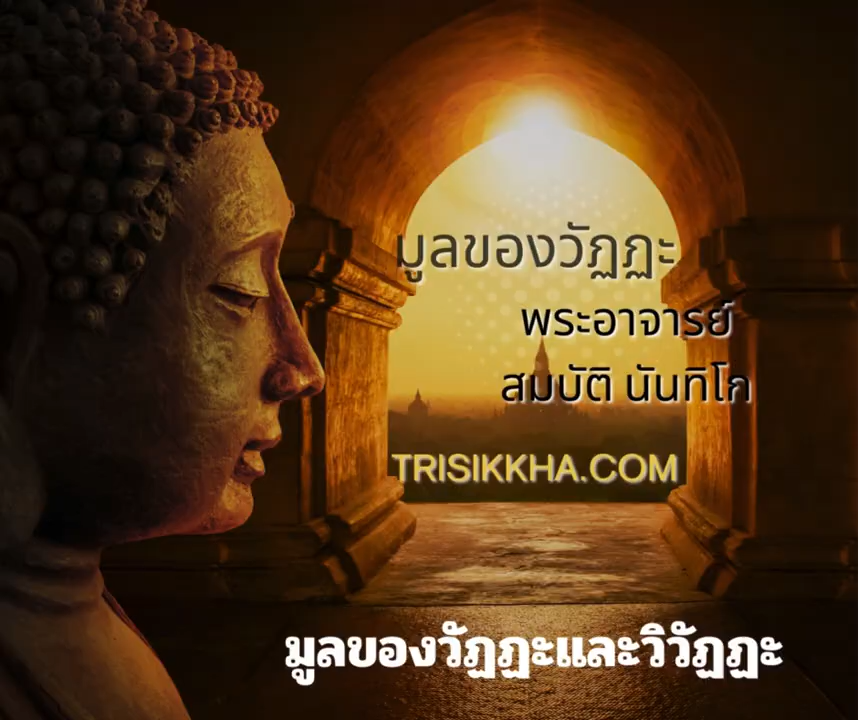 มูลของวัฏฏะ
พระอาจารย์
สมบัติ นันทิโก
TRISIKKHA.COM
มูลของวัฏฏะและวิวัฏฏะ